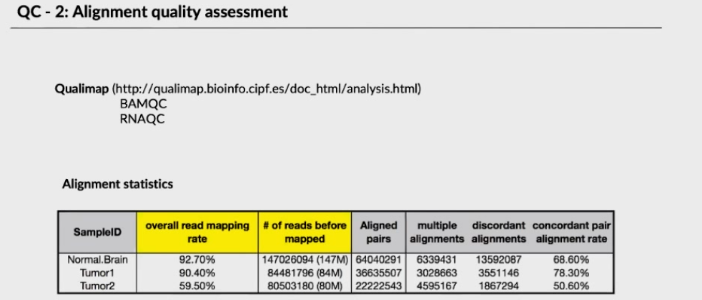 QC - 2: Alignment quality assessment
Qualimap (http://qualimap.bioinfo.cipf.es/doc_html/analysis.html)
BAMQC
RNAQC
Alignment statistics
SampleID overall read mapping rate # of reads before mapped Aligned pairs multiple alignments discordant alignments concordant pair alignment rate
Normal.Brain 92.70% 147026094 (147M) 64040291 6339431 13592087 68.60%
Tumor1 90.40% 84481796 (84M) 36635507 3028663 3551146 78.30%
Tumor2 59.50% 80503180 (80M) 22222543 4595167 1867294 50.60%